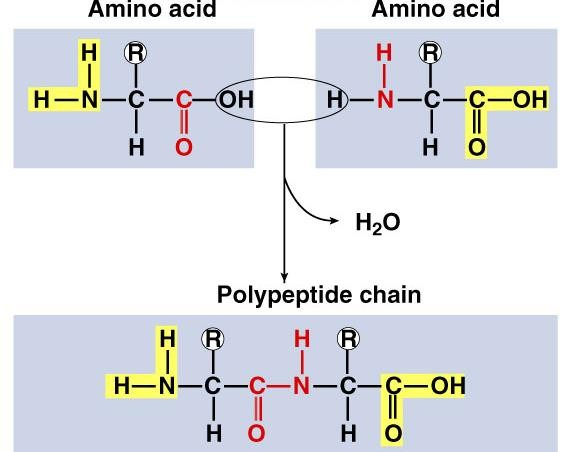 Amino acid Amino acid
H R H R
H N C C OH H N C C OH
H O H O
H₂O
Polypeptide chain
H R H R
H N C C N C C OH
H O H O